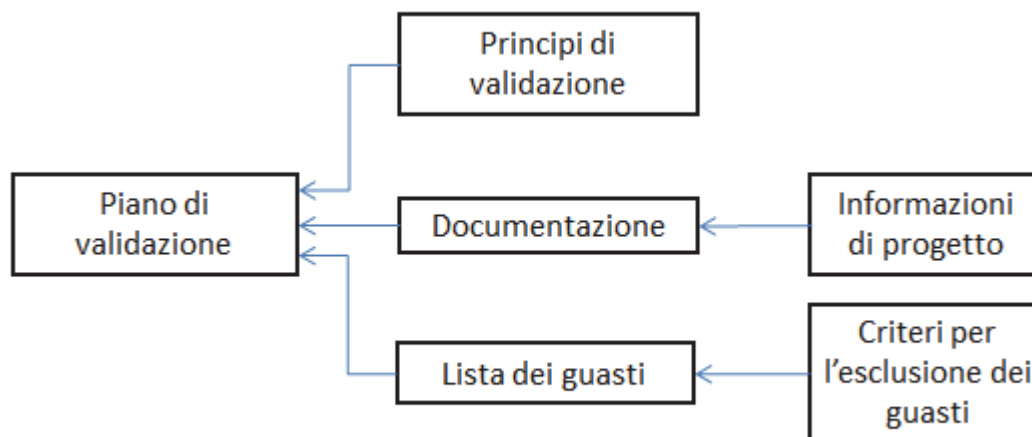 Principi di
validazione
Piano di
validazione
Documentazione
Informazioni
di progetto
Lista dei guasti
Criteri per
l'esclusione dei
guasti